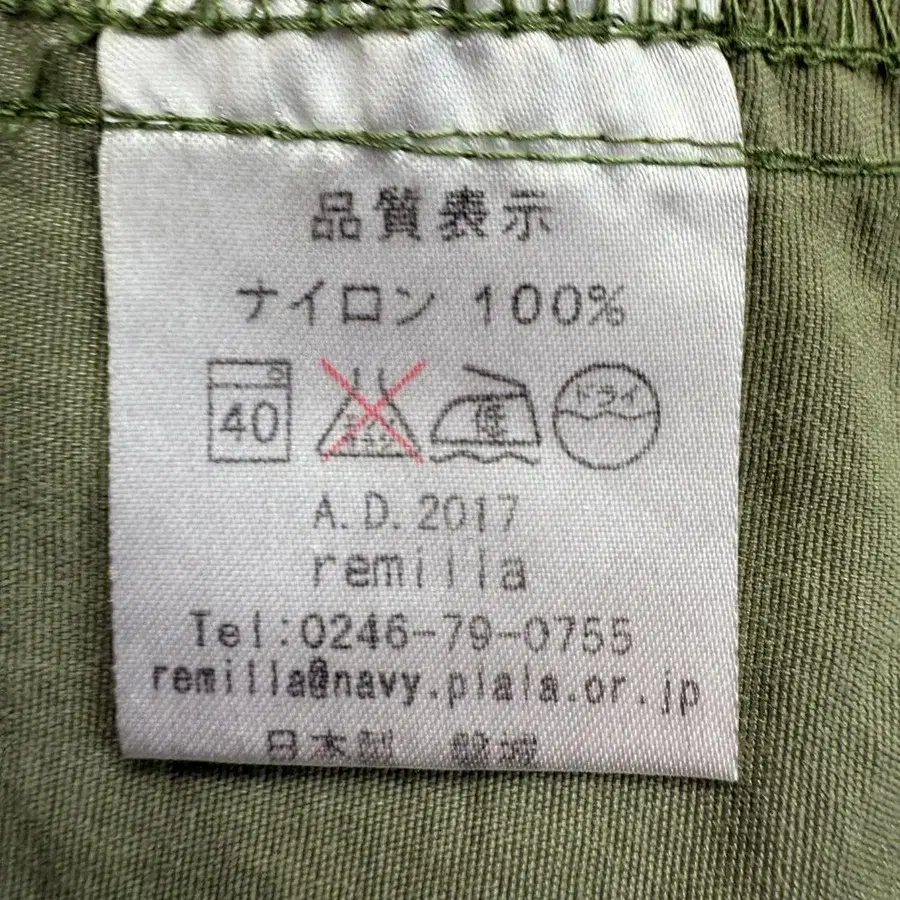 品質表示
ナイロン 100%
40 低 ドライ
A.D.2017
remilla
Tel:0246-79-0755
remilla@navy.plala.or.jp
日本製 磐城